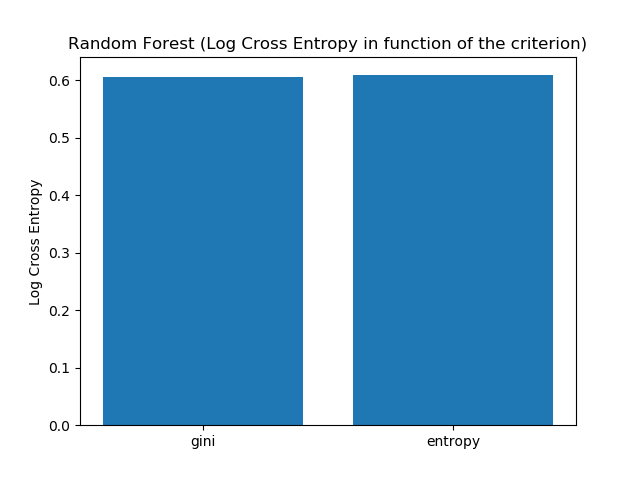 Random Forest (Log Cross Entropy in function of the criterion)
Log Cross Entropy
0.6
0.5
0.4
0.3
0.2
0.1
0.0
gini
entropy